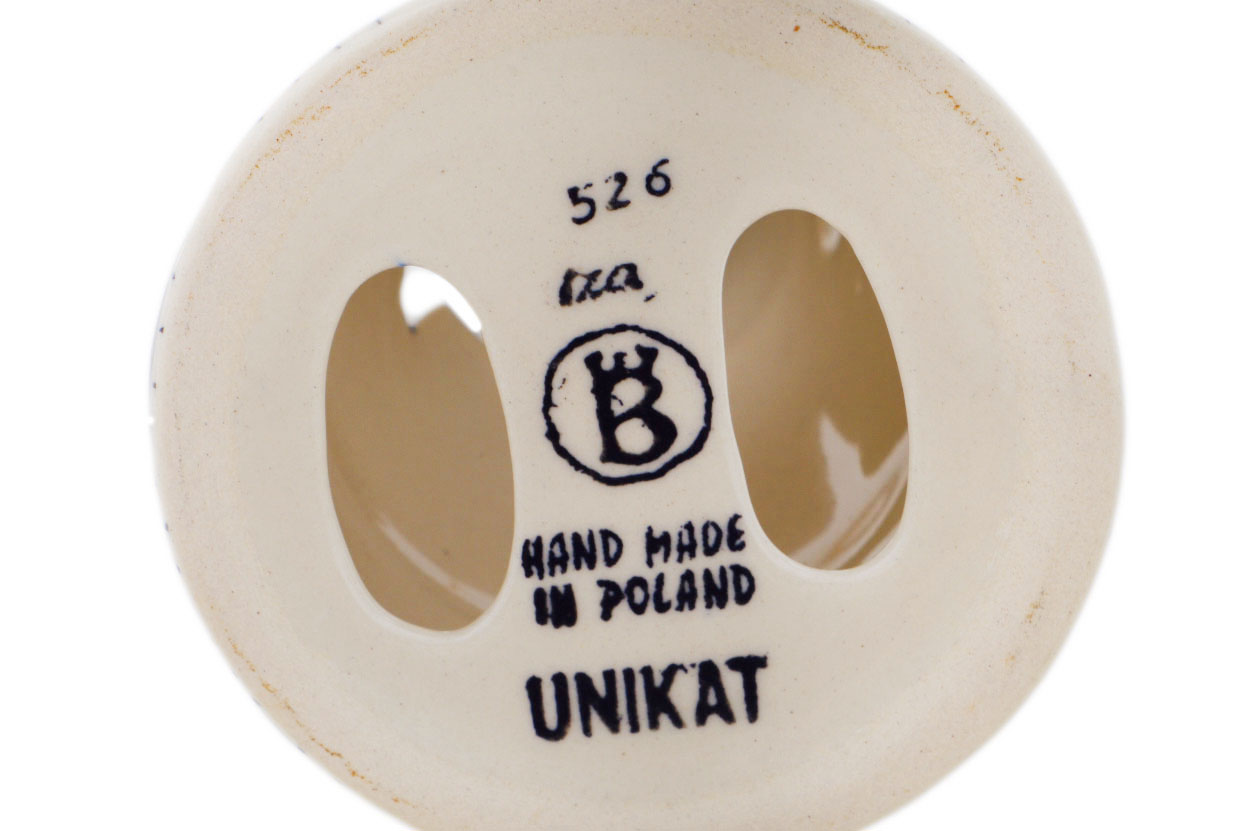 526
Iza,
B
HAND MADE
IN POLAND
UNIKAT